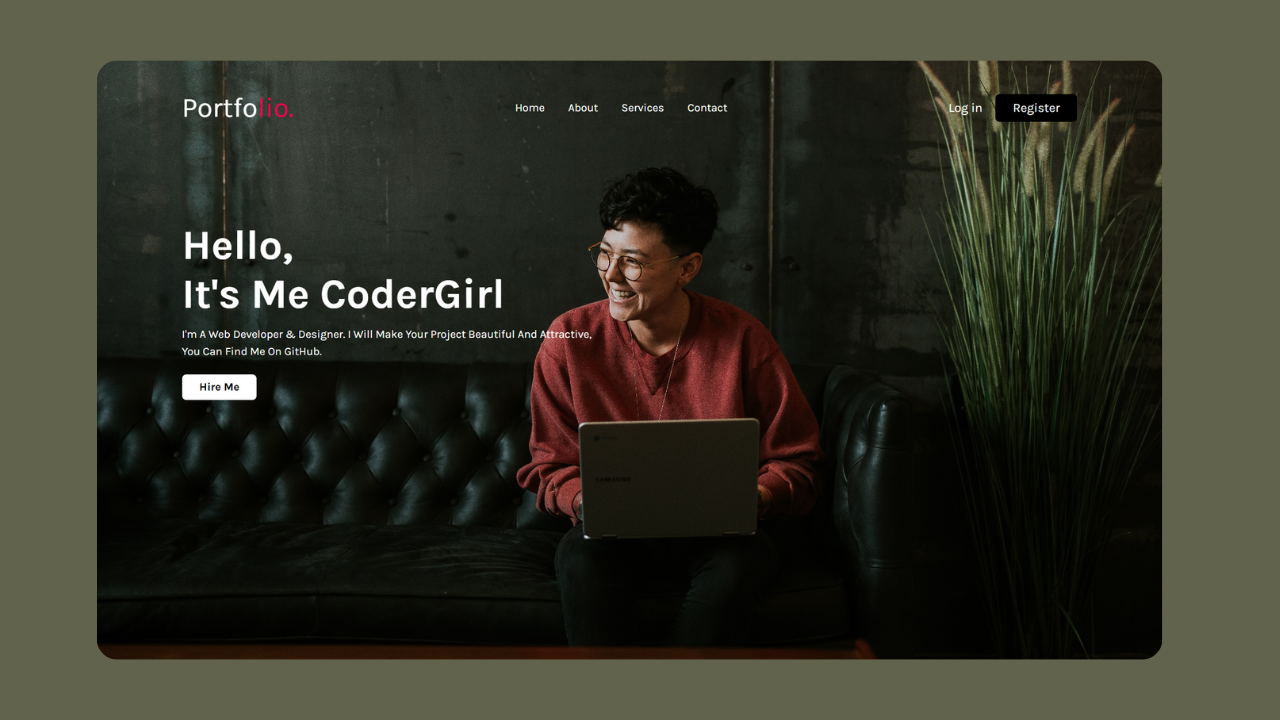 Portfolio.
Home About Services Contact
Log in Register
Hello,
It's Me CoderGirl
I'm A Web Developer & Designer. I Will Make Your Project Beautiful And Attractive,
You Can Find Me On GitHub.
Hire Me
SAMSUNG